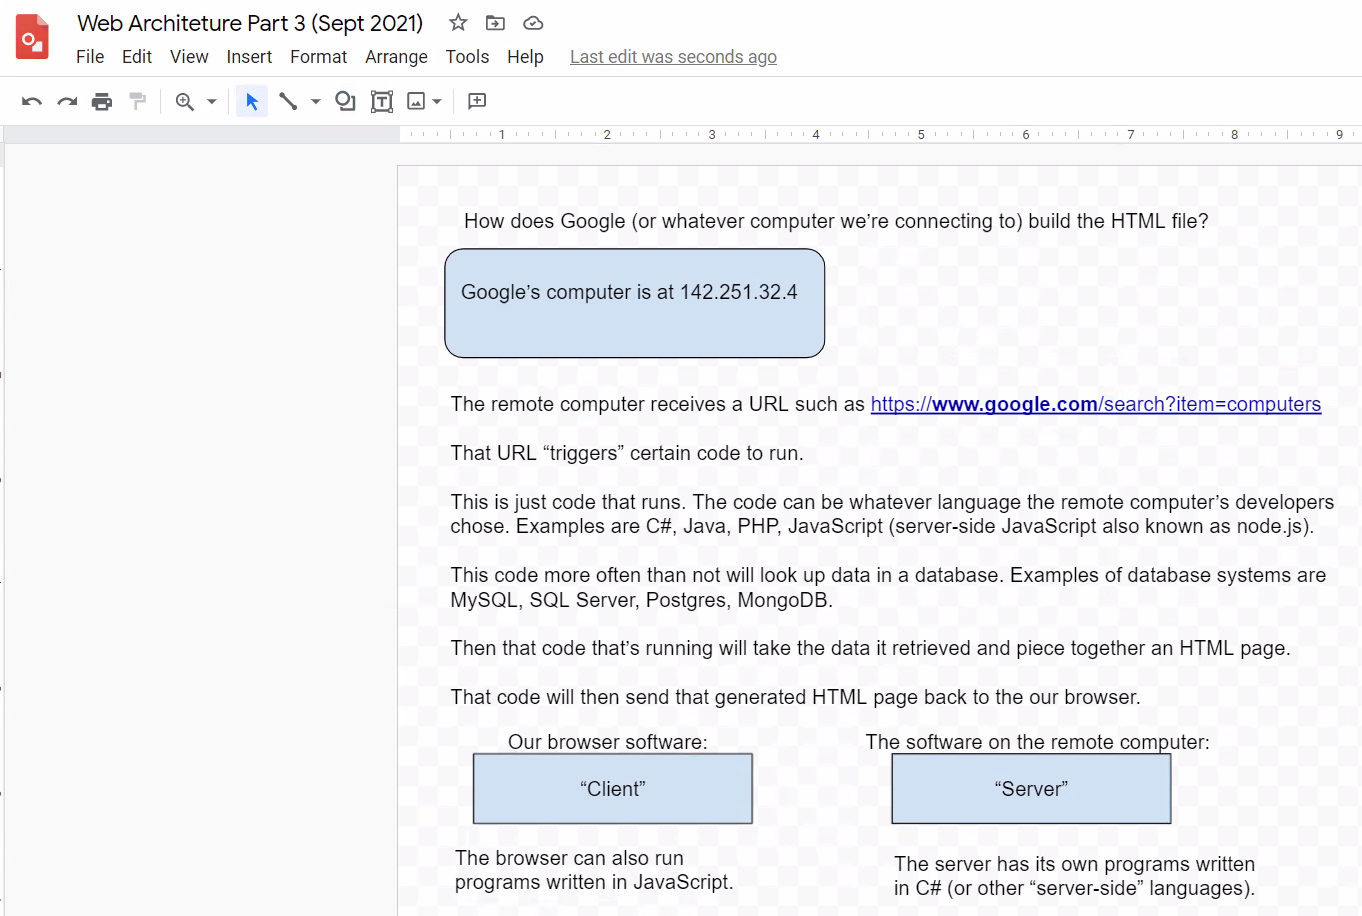 Web Architeture Part 3 (Sept 2021)
File Edit View Insert Format Arrange Tools Help Last edit was seconds ago
1 2 3 4 5 6 7 8 9
How does Google (or whatever computer we’re connecting to) build the HTML file?
Google’s computer is at 142.251.32.4
The remote computer receives a URL such as https://www.google.com/search?item=computers
That URL “triggers” certain code to run.
This is just code that runs. The code can be whatever language the remote computer’s developers
chose. Examples are C#, Java, PHP, JavaScript (server-side JavaScript also known as node.js).
This code more often than not will look up data in a database. Examples of database systems are
MySQL, SQL Server, Postgres, MongoDB.
Then that code that’s running will take the data it retrieved and piece together an HTML page.
That code will then send that generated HTML page back to the our browser.
Our browser software:
“Client”
The browser can also run
programs written in JavaScript.
The software on the remote computer:
“Server”
The server has its own programs written
in C# (or other “server-side” languages).